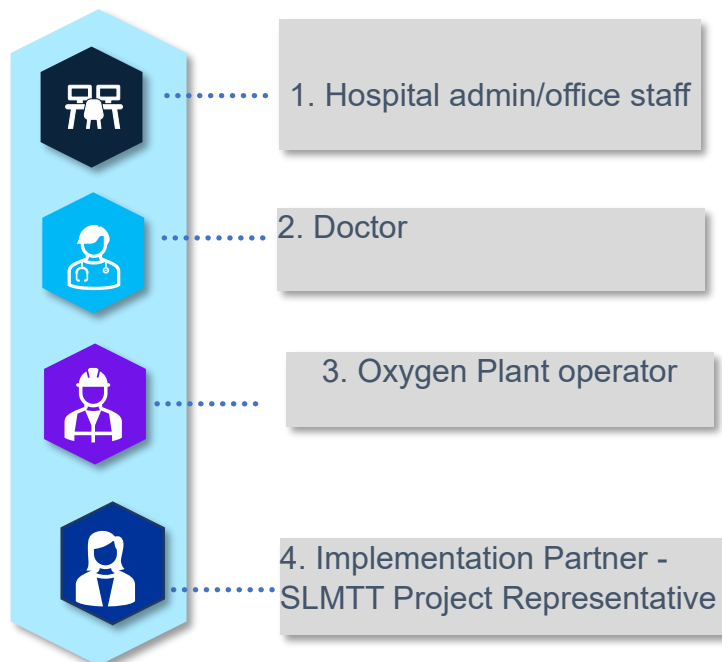 1. Hospital admin/office staff
2. Doctor
3. Oxygen Plant operator
4. Implementation Partner -
SLMTT Project Representative